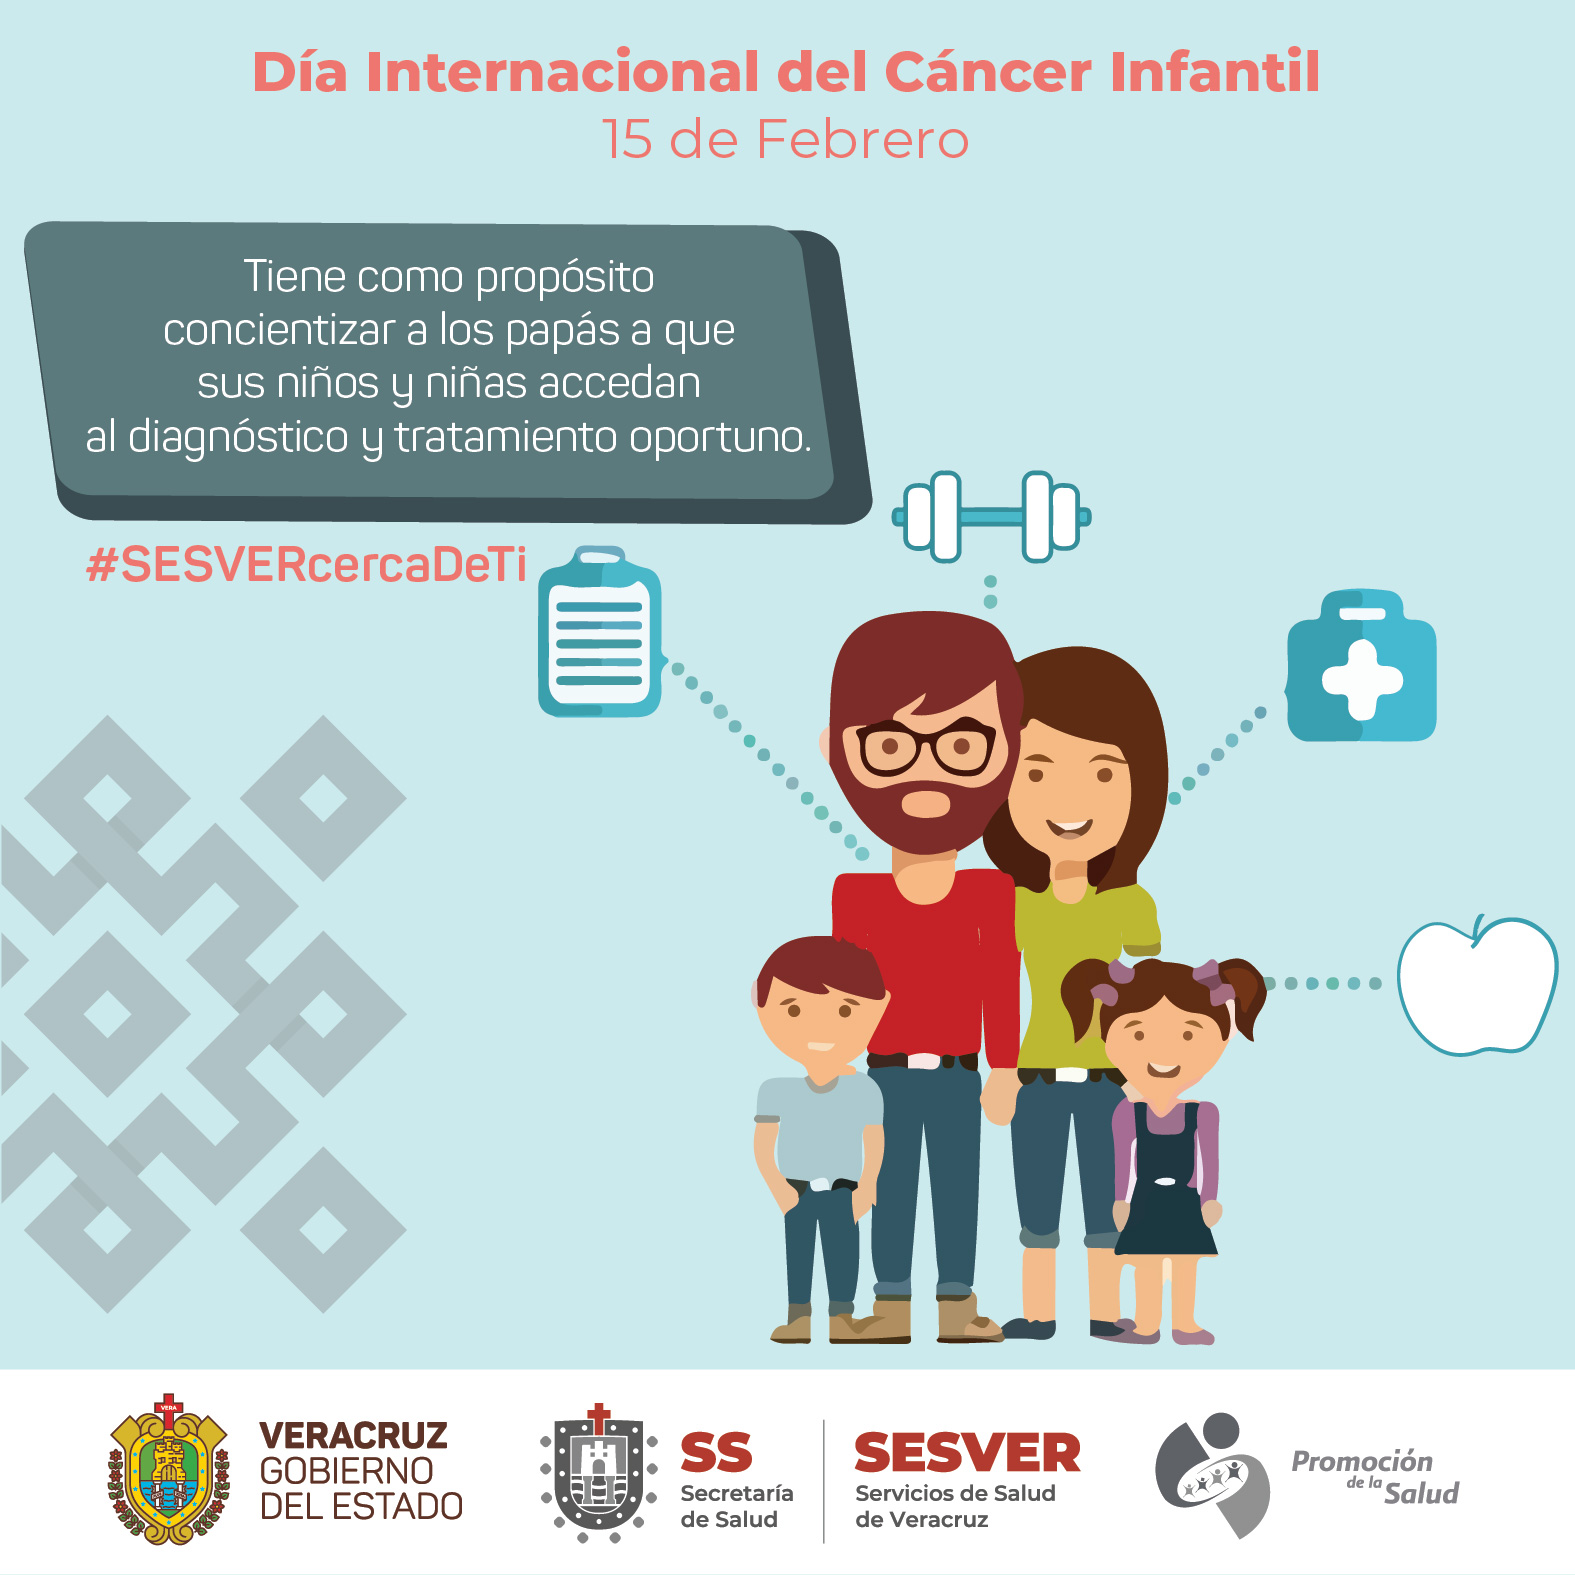 Día Internacional del Cáncer Infantil
15 de Febrero
Tiene como propósito
concientizar a los papás a que
sus niños y niñas accedan
al diagnóstico y tratamiento oportuno.
#SESVERcercaDeTi
VERA
VERACRUZ
GOBIERNO
DEL ESTADO
SS
Secretaría
de Salud
SESVER
Servicios de Salud
de Veracruz
Promoción
de la
Salud